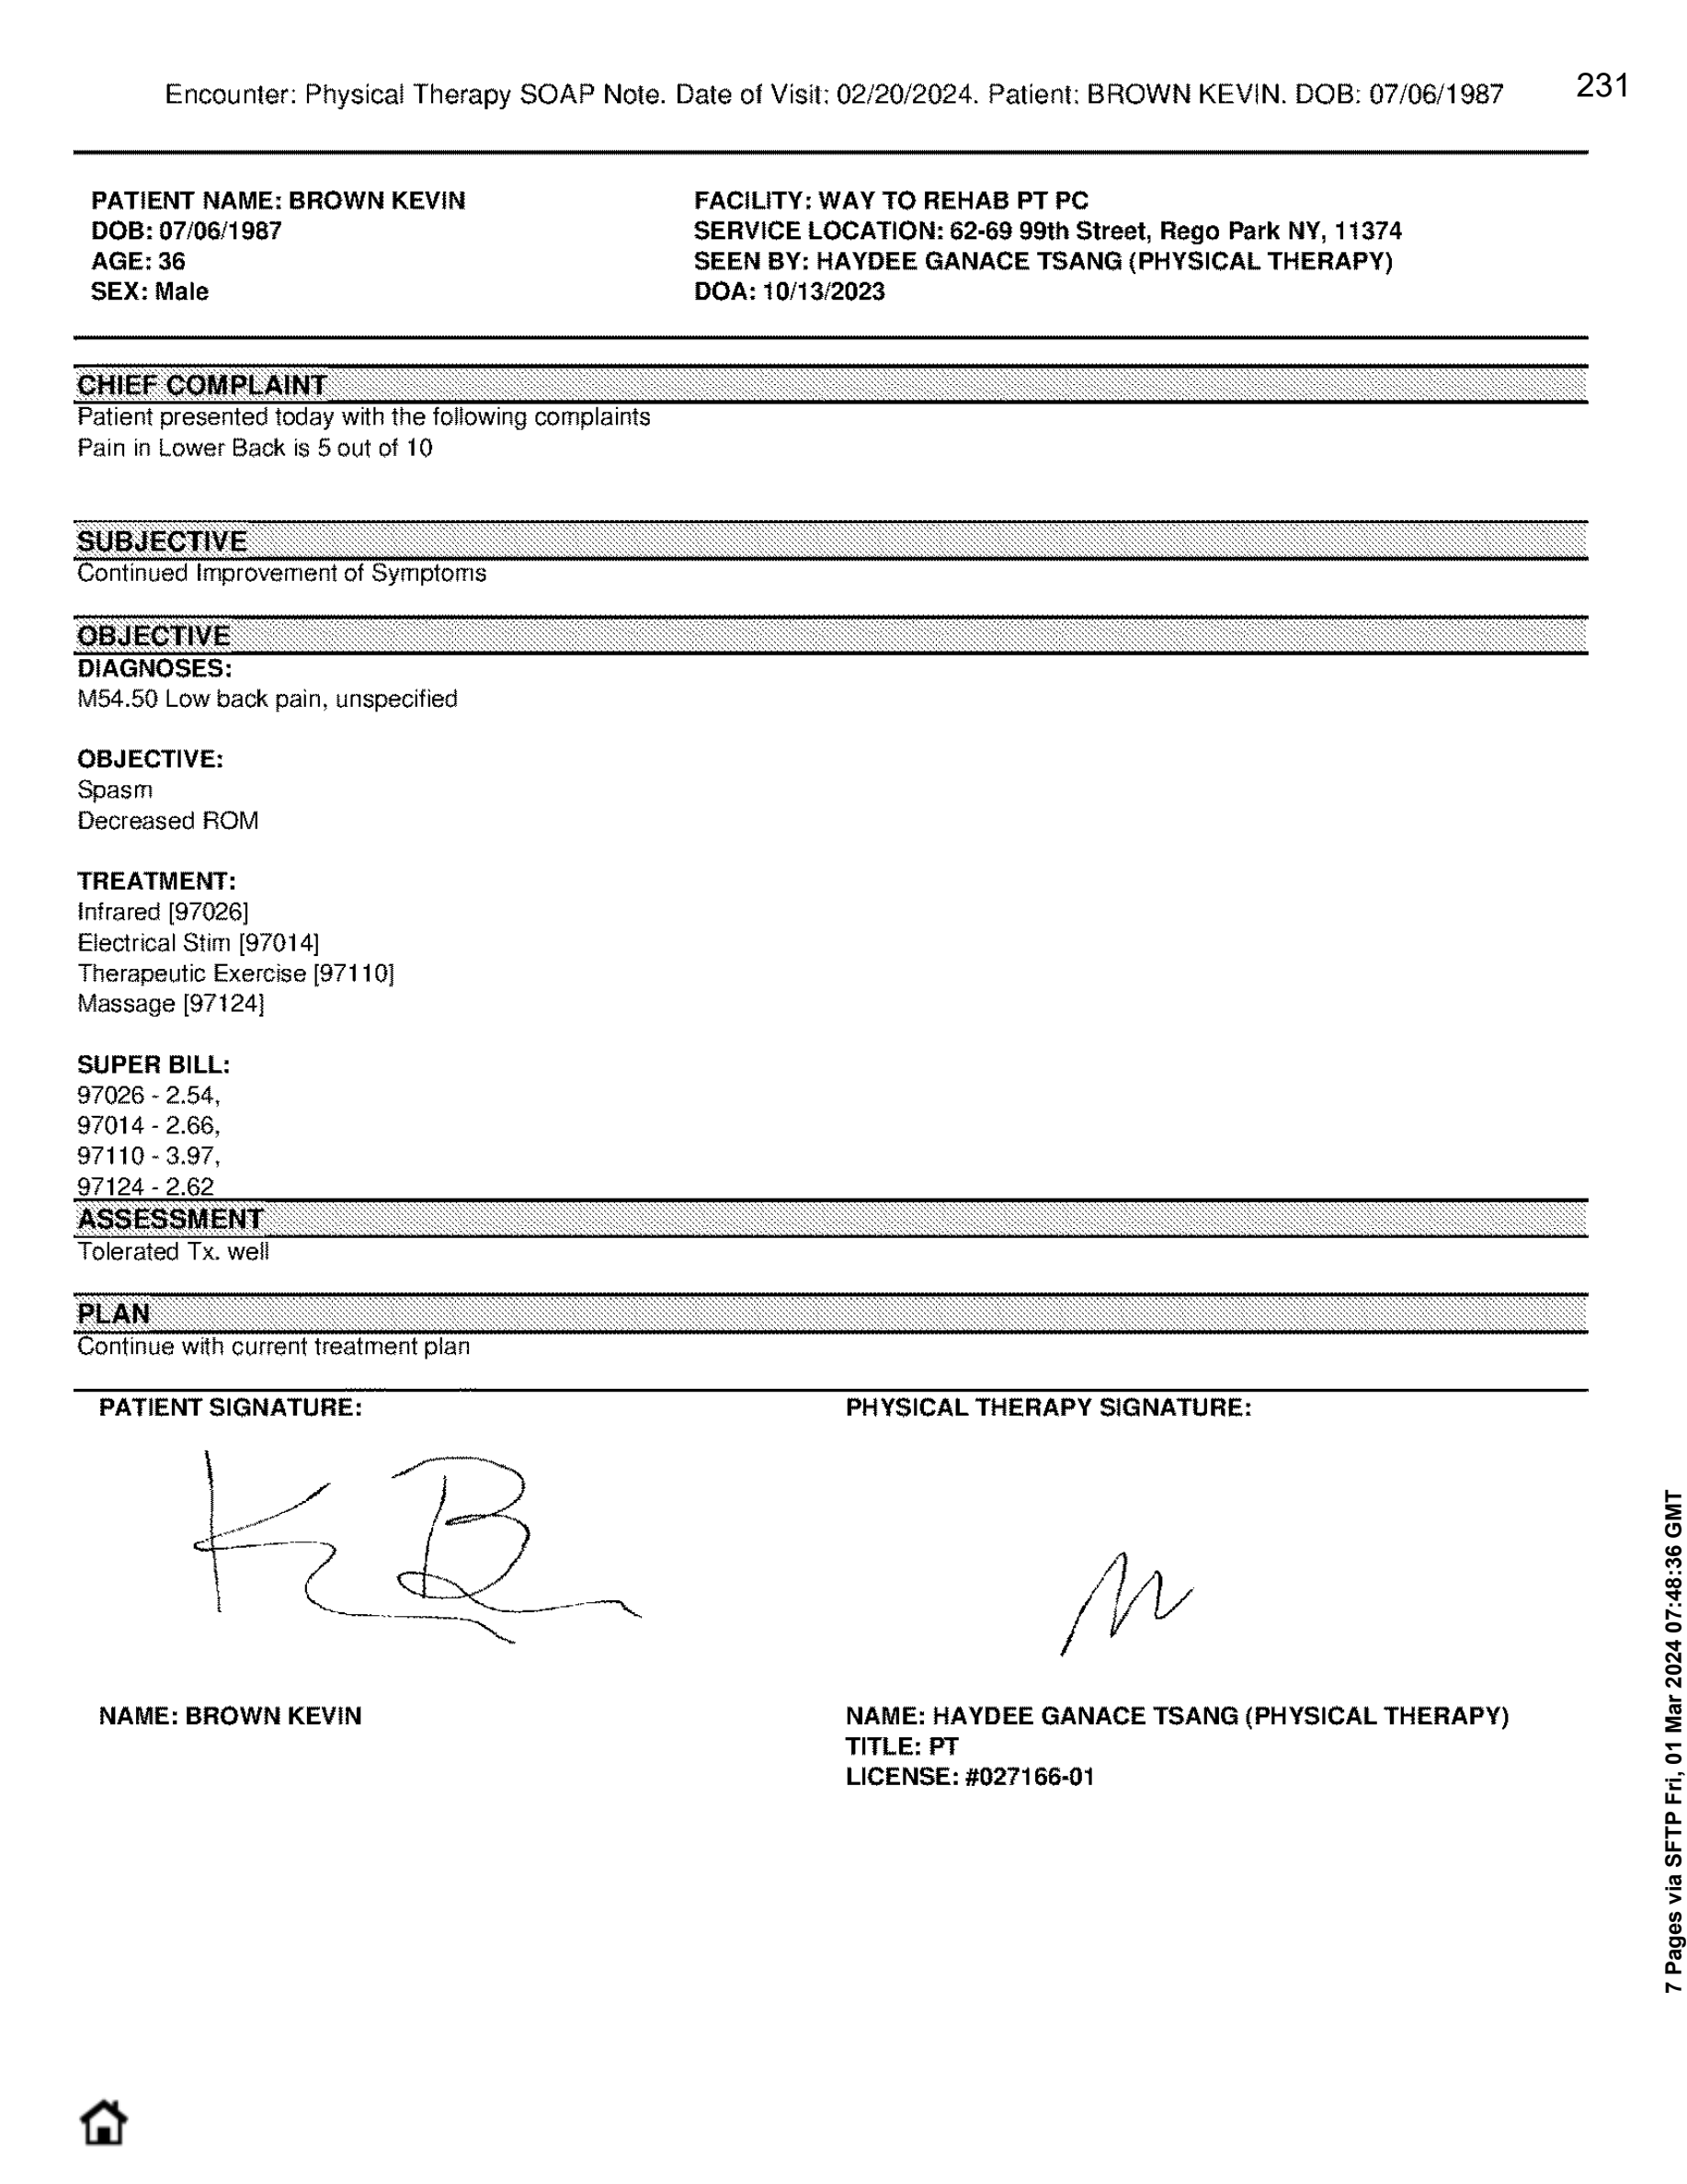 231
Encounter: Physical Therapy SOAP Note. Date of Visit: 02/20/2024. Patient: BROWN KEVIN. DOB: 07/06/1987
PATIENT NAME: BROWN KEVIN
DOB: 07/06/1987
AGE: 36
SEX: Male
FACILITY: WAY TO REHAB PT PC
SERVICE LOCATION: 62-69 99th Street, Rego Park NY, 11374
SEEN BY: HAYDEE GANACE TSANG (PHYSICAL THERAPY)
DOA: 10/13/2023
CHIEF COMPLAINT
Patient presented today with the following complaints
Pain in Lower Back is 5 out of 10
SUBJECTIVE
Continued Improvement of Symptoms
OBJECTIVE
DIAGNOSES:
M54.50 Low back pain, unspecified
OBJECTIVE:
Spasm
Decreased ROM
TREATMENT:
Infrared [97026]
Electrical Stim [97014]
Therapeutic Exercise [97110]
Massage [97124]
SUPER BILL:
97026 - 2.54,
97014 - 2.66,
97110 - 3.97,
97124 - 2.62
ASSESSMENT
Tolerated Tx. well
PLAN
Continue with current treatment plan
PATIENT SIGNATURE:
K B
NAME: BROWN KEVIN
PHYSICAL THERAPY SIGNATURE:
NAME: HAYDEE GANACE TSANG (PHYSICAL THERAPY)
TITLE: PT
LICENSE: #027166-01
7 Pages via SFTP Fri, 01 Mar 2024 07:48:36 GMT